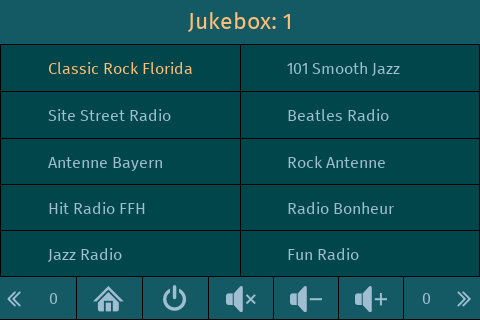 Jukebox: 1
Classic Rock Florida
101 Smooth Jazz
Site Street Radio
Beatles Radio
Antenne Bayern
Rock Antenne
Hit Radio FFH
Radio Bonheur
Jazz Radio
Fun Radio
0
0